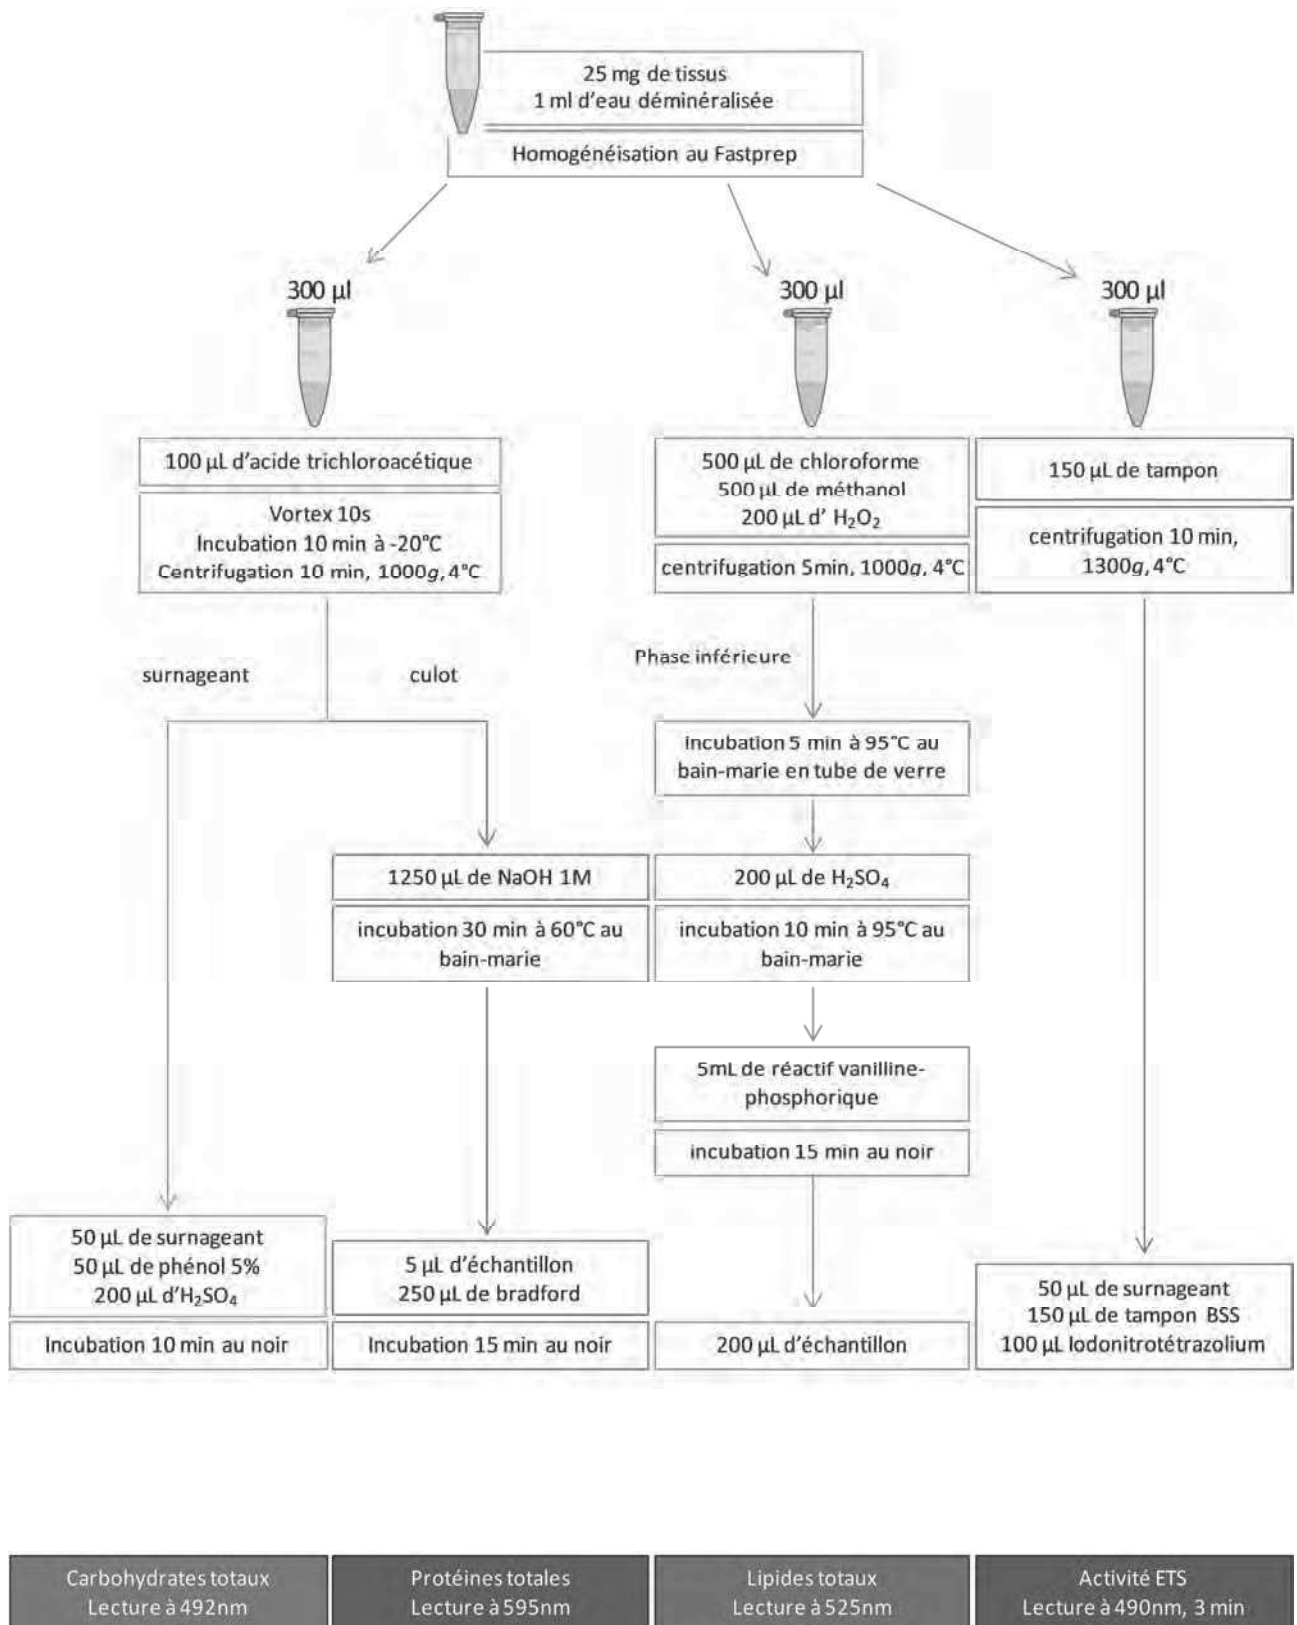 25 mg de tissus
1 ml d'eau déminéralisée
Homogénéisation au Fastprep
300 µl
300 µl
300 µl
100 µL d'acide trichloroacétique
Vortex 10s
Incubation 10 min à -20°C
Centrifugation 10 min, 1000g, 4°C
500 µL de chloroforme
500 µL de méthanol
200 µL d' H₂O₂
centrifugation 5min, 1000g, 4°C
150 µL de tampon
centrifugation 10 min,
1300g, 4°C
surnageant
culot
Phase inférieure
incubation 5 min à 95°C au
bain-marie en tube de verre
1250 µL de NaOH 1M
incubation 30 min à 60°C au
bain-marie
200 µL de H₂SO₄
incubation 10 min à 95°C au
bain-marie
5mL de réactif vanilline-
phosphorique
incubation 15 min au noir
50 µL de surnageant
50 µL de phénol 5%
200 µL d'H₂SO₄
Incubation 10 min au noir
5 µL d'échantillon
250 µL de bradford
Incubation 15 min au noir
200 µL d'échantillon
50 µL de surnageant
150 µL de tampon BSS
100 µL Iodonitrotétrazolium
Carbohydrates totaux
Lecture à 492nm
Protéines totales
Lecture à 595nm
Lipides totaux
Lecture à 525nm
Activité ETS
Lecture à 490nm, 3 min